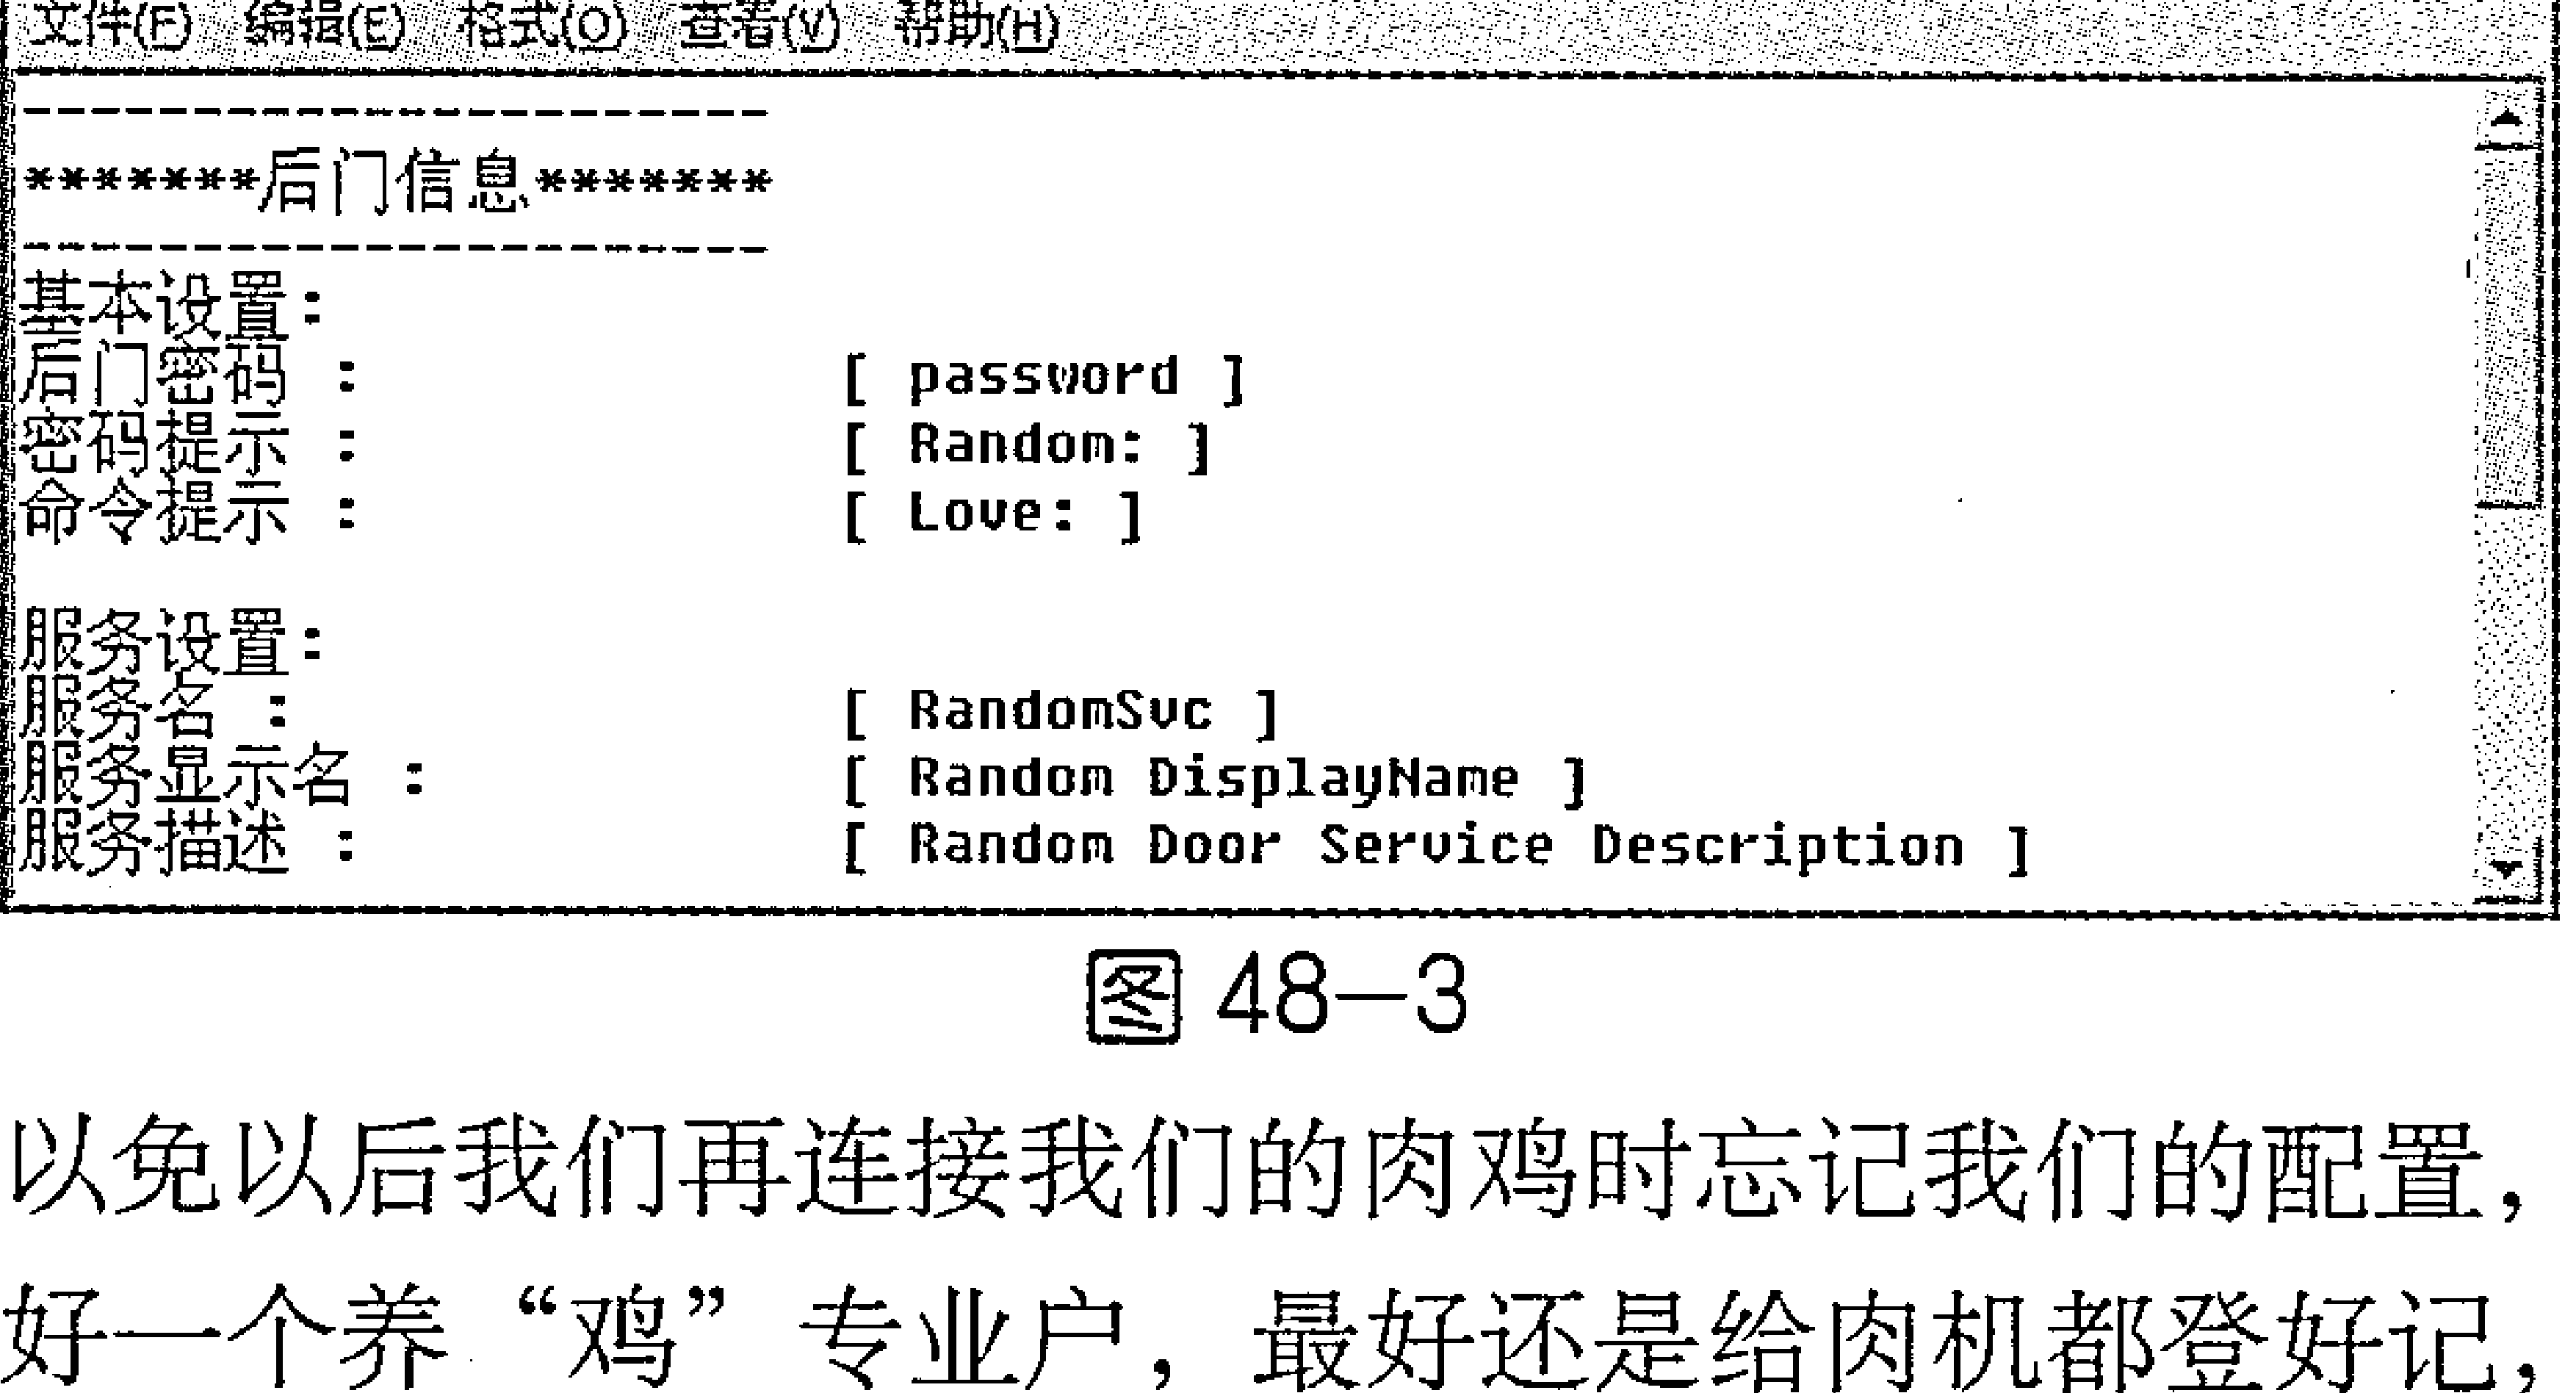 文件(F) 编辑(E) 格式(O) 查看(V) 帮助(H)
----------------------
*******后门信息*******
----------------------
基本设置:
后门密码 : [ password ]
密码提示 : [ Random: ]
命令提示 : [ Love: ]
服务设置:
服务名 : [ RandomSvc ]
服务显示名 : [ Random DisplayName ]
服务描述 : [ Random Door Service Description ]
图 48-3
以免以后我们再连接我们的肉鸡时忘记我们的配置,
好一个养“鸡”专业户,最好还是给肉机都登好记,